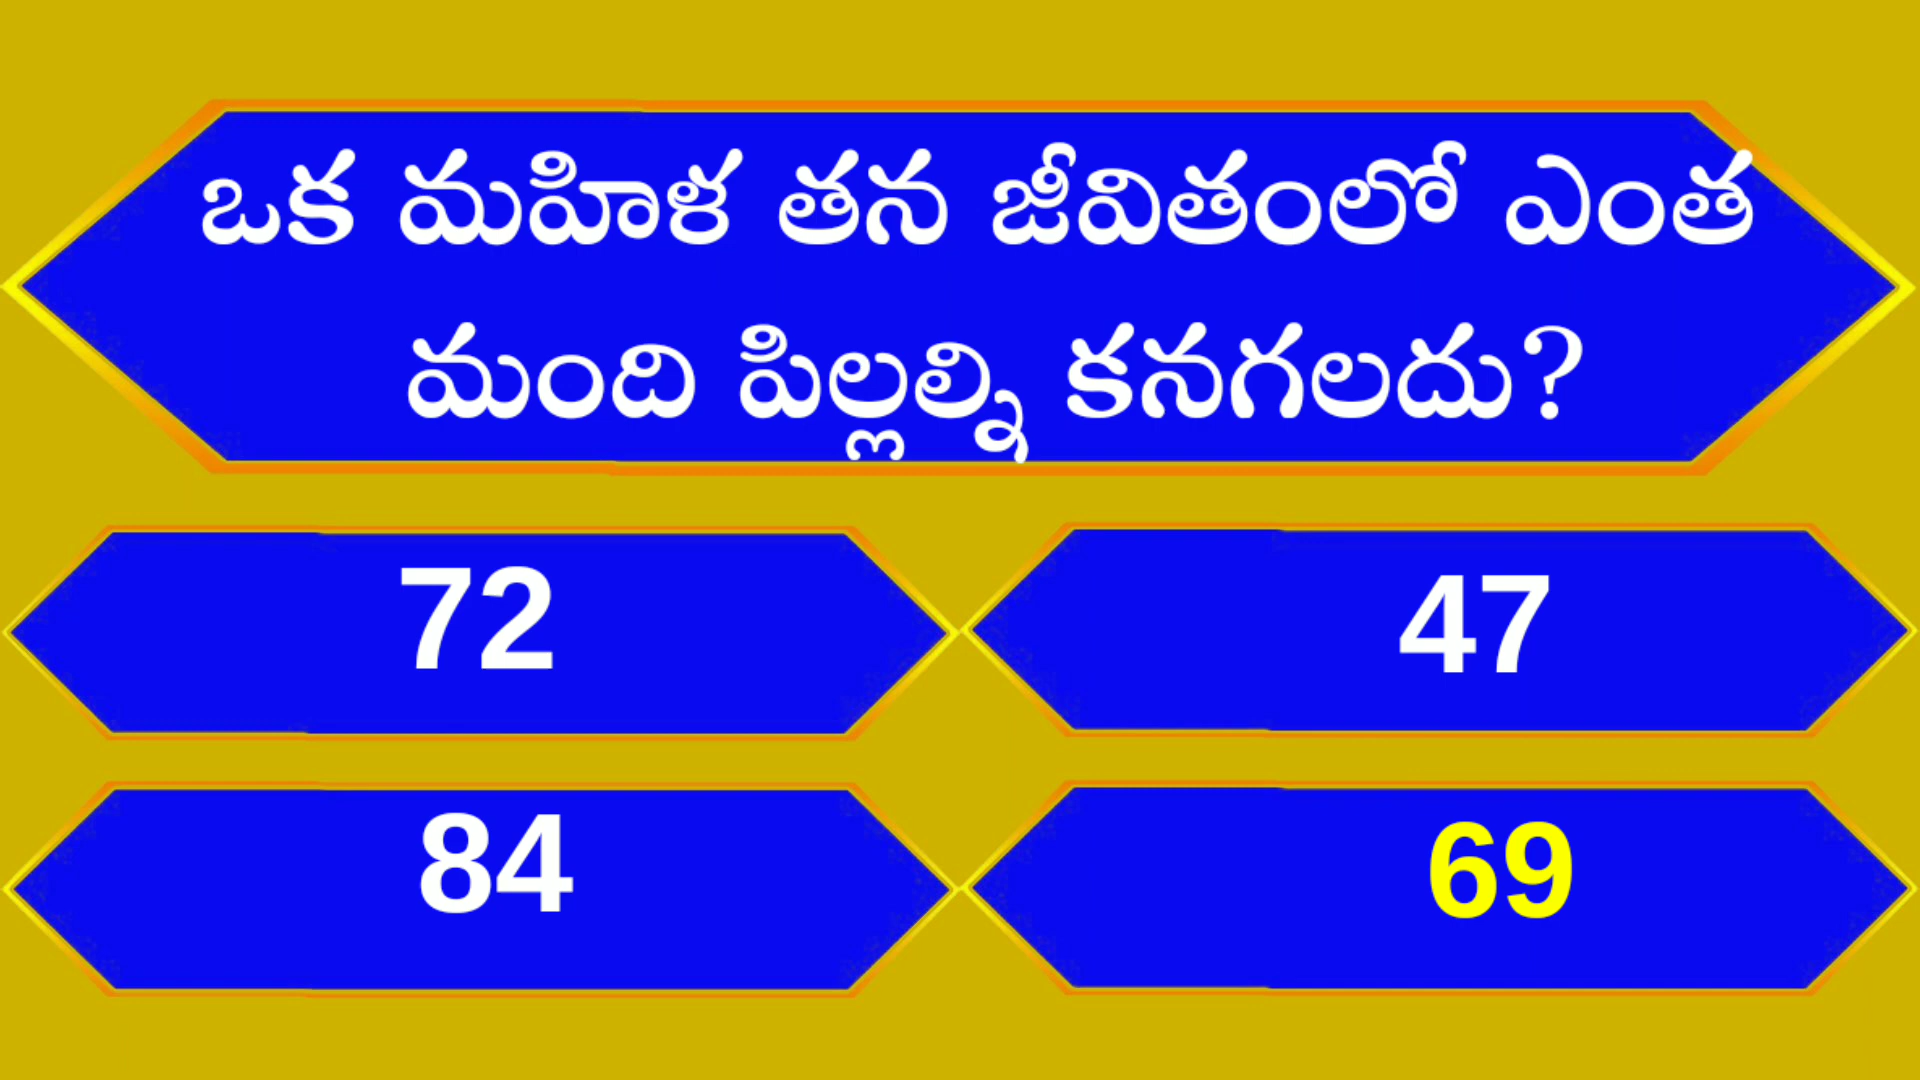 ఒక మహిళ తన జీవితంలో ఎంత
మంది పిల్లల్ని కనగలదు?
72
47
84
69